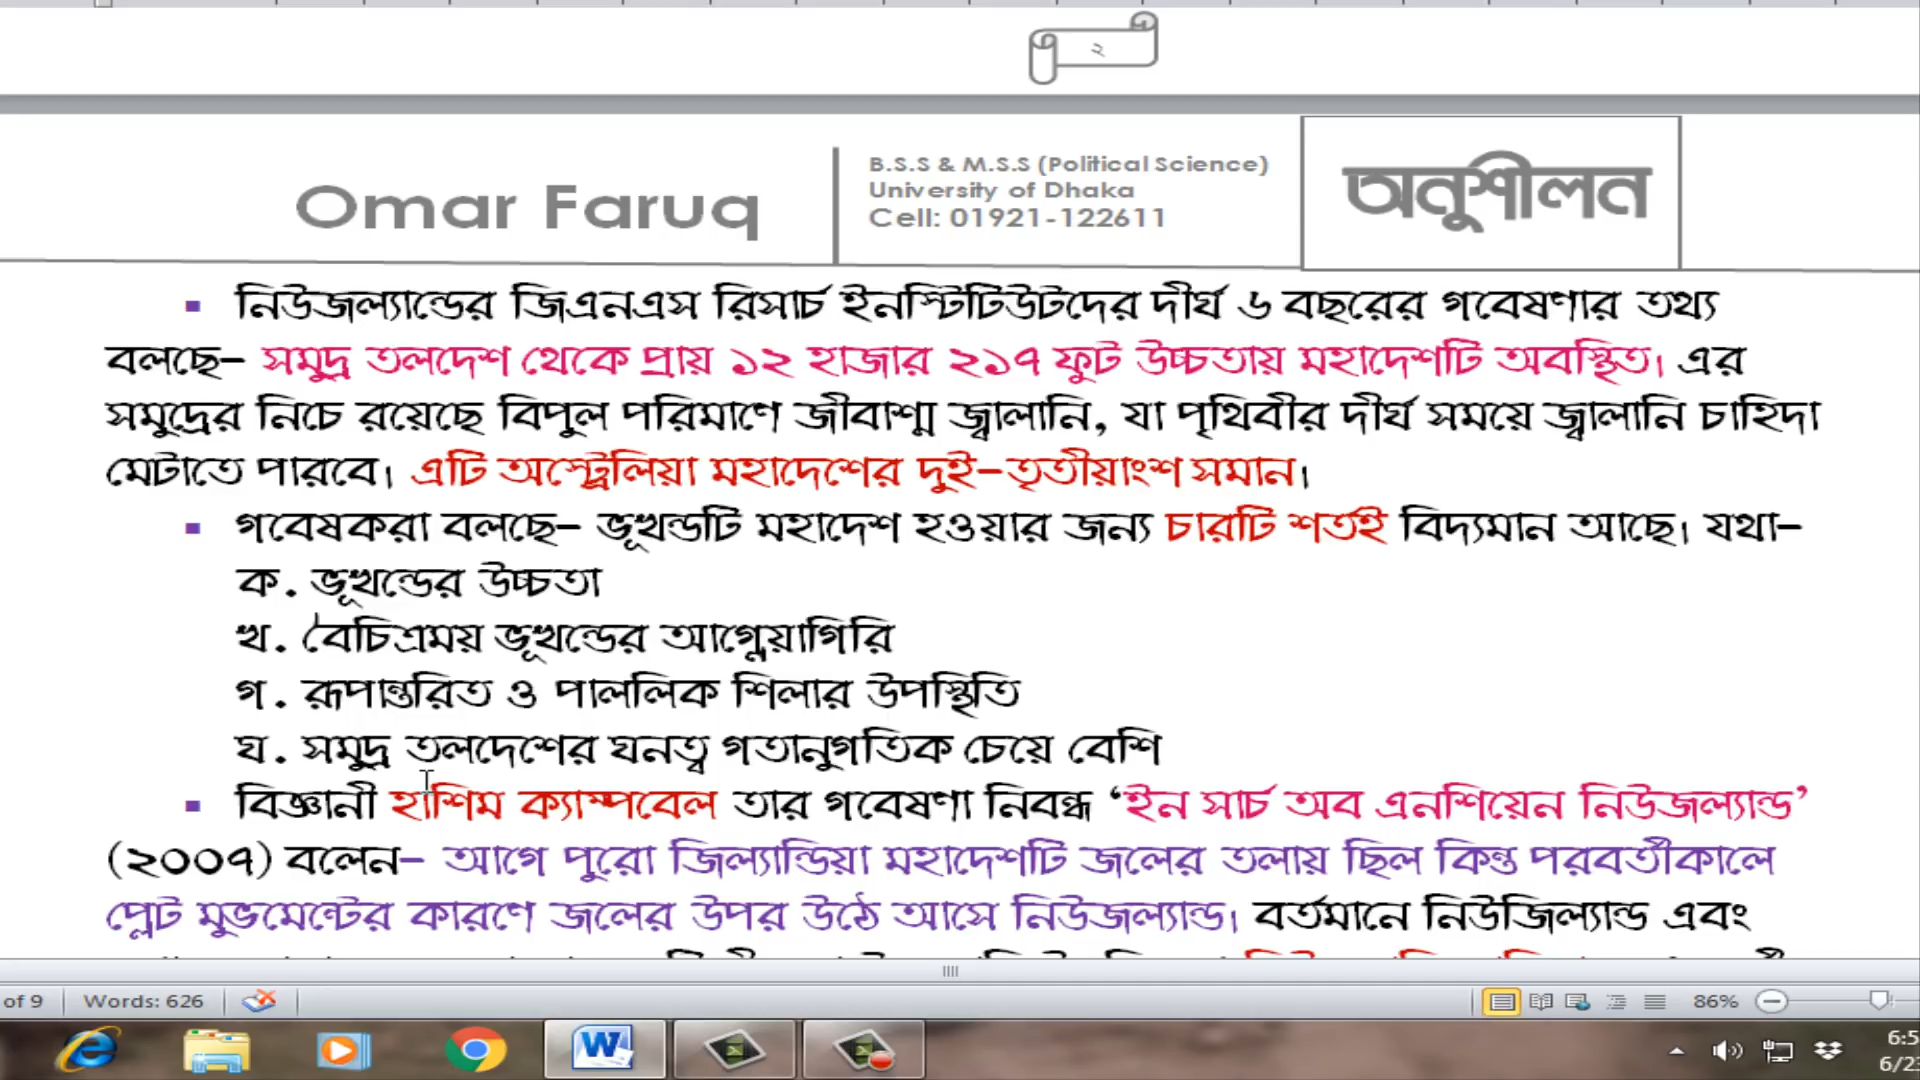 ২
Omar Faruq
B.S.S & M.S.S (Political Science)
University of Dhaka
Cell: 01921-122611
অনুশীলন
▪ নিউজল্যান্ডের জিএনএস রিসার্চ ইনস্টিটিউটদের দীর্ঘ ৬ বছরের গবেষণার তথ্য
বলছে– সমুদ্র তলদেশ থেকে প্রায় ১২ হাজার ২১৭ ফুট উচ্চতায় মহাদেশটি অবস্থিত। এর
সমুদ্রের নিচে রয়েছে বিপুল পরিমাণে জীবাশ্ম জ্বালানি, যা পৃথিবীর দীর্ঘ সময়ে জ্বালানি চাহিদা
মেটাতে পারবে। এটি অস্ট্রেলিয়া মহাদেশের দুই–তৃতীয়াংশ সমান।
▪ গবেষকরা বলছে– ভূখন্ডটি মহাদেশ হওয়ার জন্য চারটি শর্তই বিদ্যমান আছে। যথা–
ক. ভূখন্ডের উচ্চতা
খ. বৈচিত্রময় ভূখন্ডের আগ্নেয়াগিরি
গ. রূপান্তরিত ও পাললিক শিলার উপস্থিতি
ঘ. সমুদ্র তলদেশের ঘনত্ব গতানুগতিক চেয়ে বেশি
▪ বিজ্ঞানী হাশিম ক্যাম্পবেল তার গবেষণা নিবন্ধ ‘ইন সার্চ অব এনশিয়েন নিউজল্যান্ড’
(২০০৭) বলেন– আগে পুরো জিল্যান্ডিয়া মহাদেশটি জলের তলায় ছিল কিন্তু পরবর্তীকালে
প্লেট মুভমেন্টের কারণে জলের উপর উঠে আসে নিউজল্যান্ড। বর্তমানে নিউজিল্যান্ড এবং
of 9 Words: 626 86%
6:5
6/2